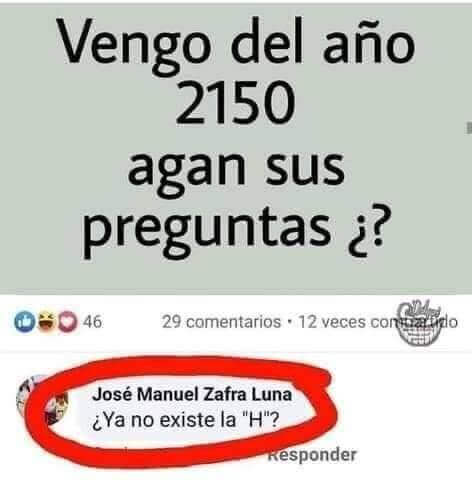 Vengo del año
2150
agan sus
preguntas ¿?
46
29 comentarios • 12 veces compartido
José Manuel Zafra Luna
¿Ya no existe la "H"?
Responder